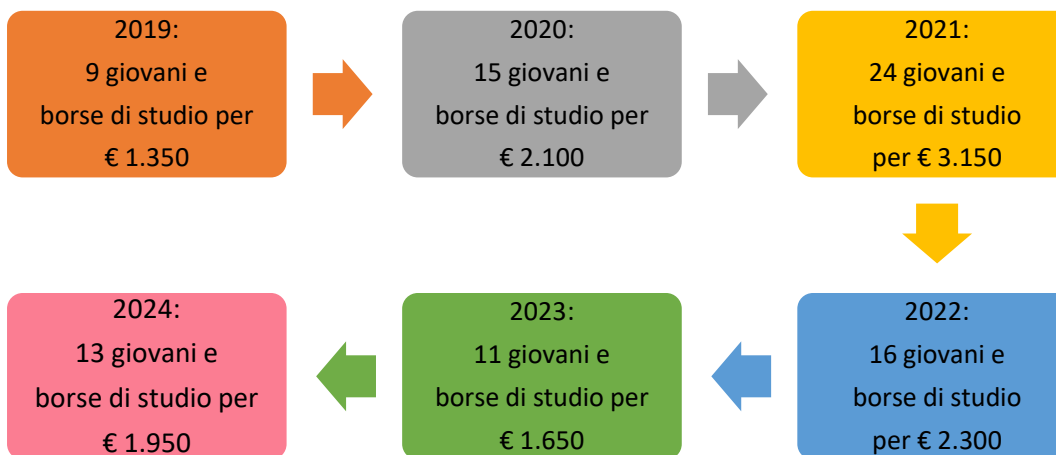 2019:
9 giovani e
borse di studio per
€ 1.350
2020:
15 giovani e
borse di studio per
€ 2.100
2021:
24 giovani e
borse di studio
per € 3.150
2022:
16 giovani e
borse di studio
per € 2.300
2023:
11 giovani e
borse di studio per
€ 1.650
2024:
13 giovani e
borse di studio per
€ 1.950